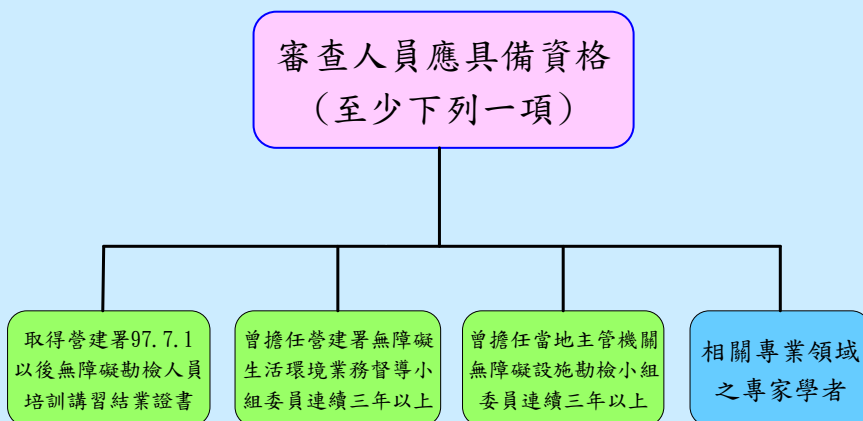 審查人員應具備資格
(至少下列一項)
取得營建署97.7.1
以後無障礙勘檢人員
培訓講習結業證書
曾擔任營建署無障礙
生活環境業務督導小
組委員連續三年以上
曾擔任當地主管機關
無障礙設施勘檢小組
委員連續三年以上
相關專業領域
之專家學者